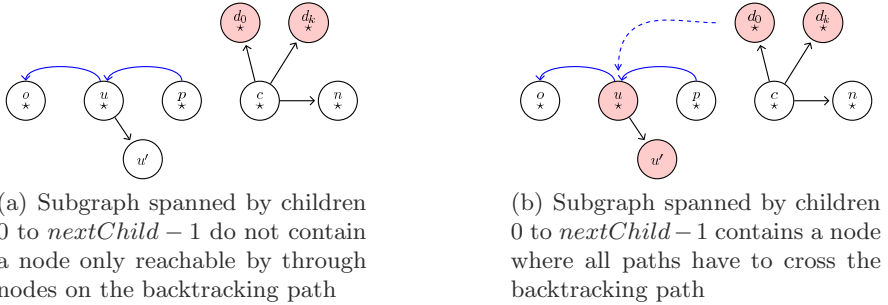 d₀ d_k d₀ d_k
⋆ ⋆ ⋆ ⋆
o u p c n o u p c n
⋆ ⋆ ⋆ ⋆ ⋆ ⋆ ⋆ ⋆ ⋆ ⋆
u′ u′
(a) Subgraph spanned by children
0 to nextChild − 1 do not contain
a node only reachable by through
nodes on the backtracking path
(b) Subgraph spanned by children
0 to nextChild − 1 contains a node
where all paths have to cross the
backtracking path